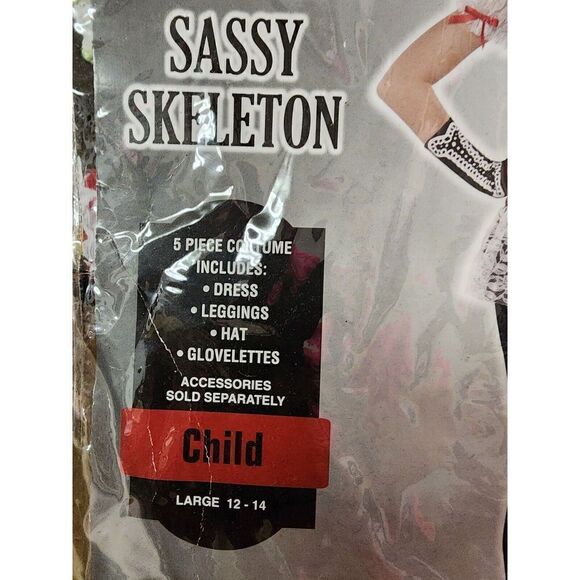 SASSY
SKELETON
5 PIECE COSTUME
INCLUDES:
• DRESS
• LEGGINGS
• HAT
• GLOVELETTES
ACCESSORIES
SOLD SEPARATELY
Child
LARGE 12 - 14